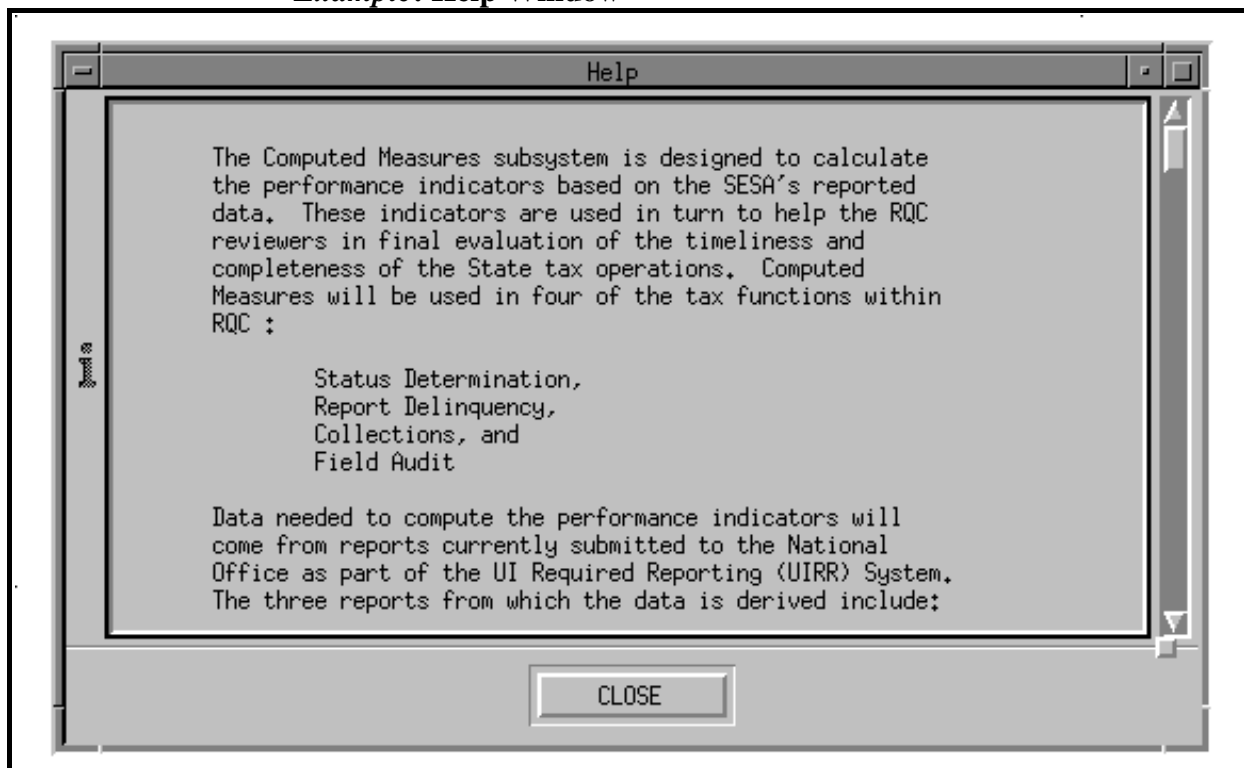 Example: Help Window
Help
The Computed Measures subsystem is designed to calculate
the performance indicators based on the SESA's reported
data. These indicators are used in turn to help the RQC
reviewers in final evaluation of the timeliness and
completeness of the State tax operations. Computed
Measures will be used in four of the tax functions within
RQC :
Status Determination,
Report Delinquency,
Collections, and
Field Audit
Data needed to compute the performance indicators will
come from reports currently submitted to the National
Office as part of the UI Required Reporting (UIRR) System.
The three reports from which the data is derived include:
i
CLOSE